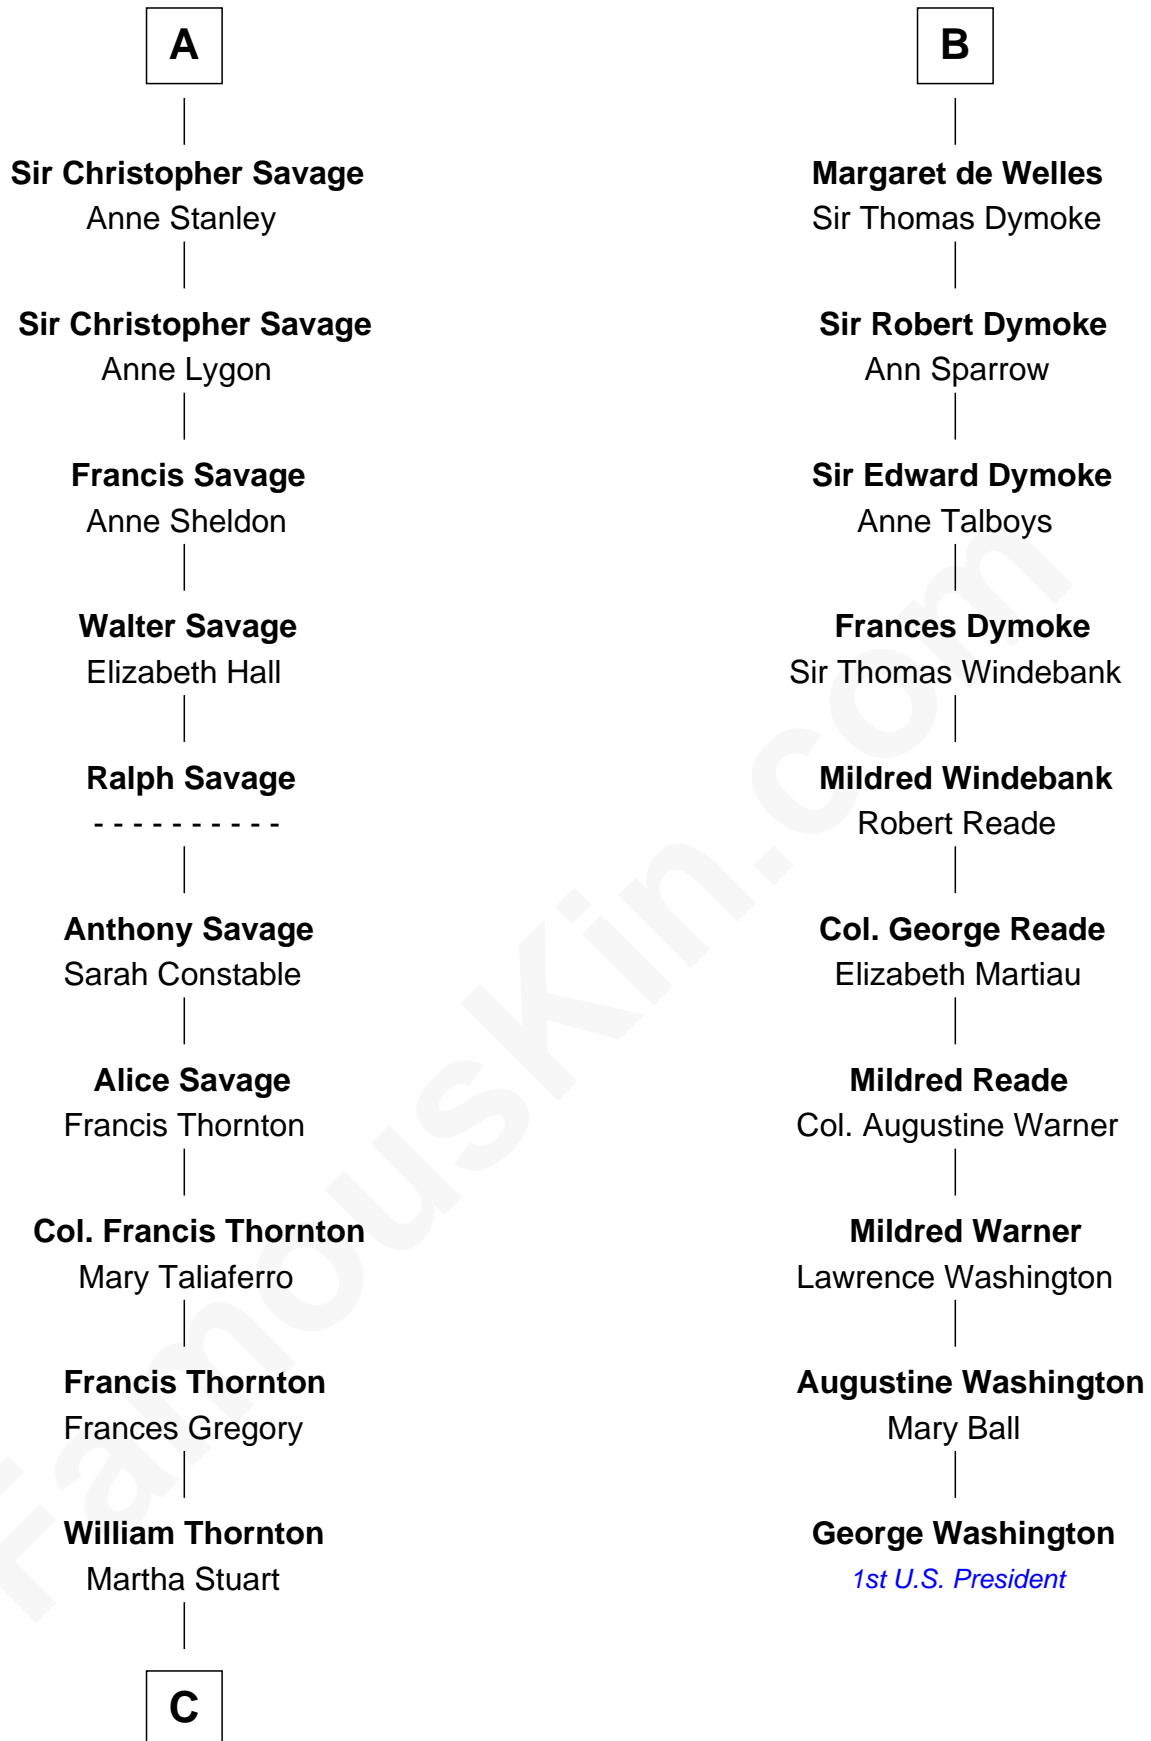 A
Sir Christopher Savage
Anne Stanley
Sir Christopher Savage
Anne Lygon
Francis Savage
Anne Sheldon
Walter Savage
Elizabeth Hall
Ralph Savage
- - - - - - - - - -
Anthony Savage
Sarah Constable
Alice Savage
Francis Thornton
Col. Francis Thornton
Mary Taliaferro
Francis Thornton
Frances Gregory
William Thornton
Martha Stuart
C
B
Margaret de Welles
Sir Thomas Dymoke
Sir Robert Dymoke
Ann Sparrow
Sir Edward Dymoke
Anne Talboys
Frances Dymoke
Sir Thomas Windebank
Mildred Windebank
Robert Reade
Col. George Reade
Elizabeth Martiau
Mildred Reade
Col. Augustine Warner
Mildred Warner
Lawrence Washington
Augustine Washington
Mary Ball
George Washington
1st U.S. President
FamousKin.com